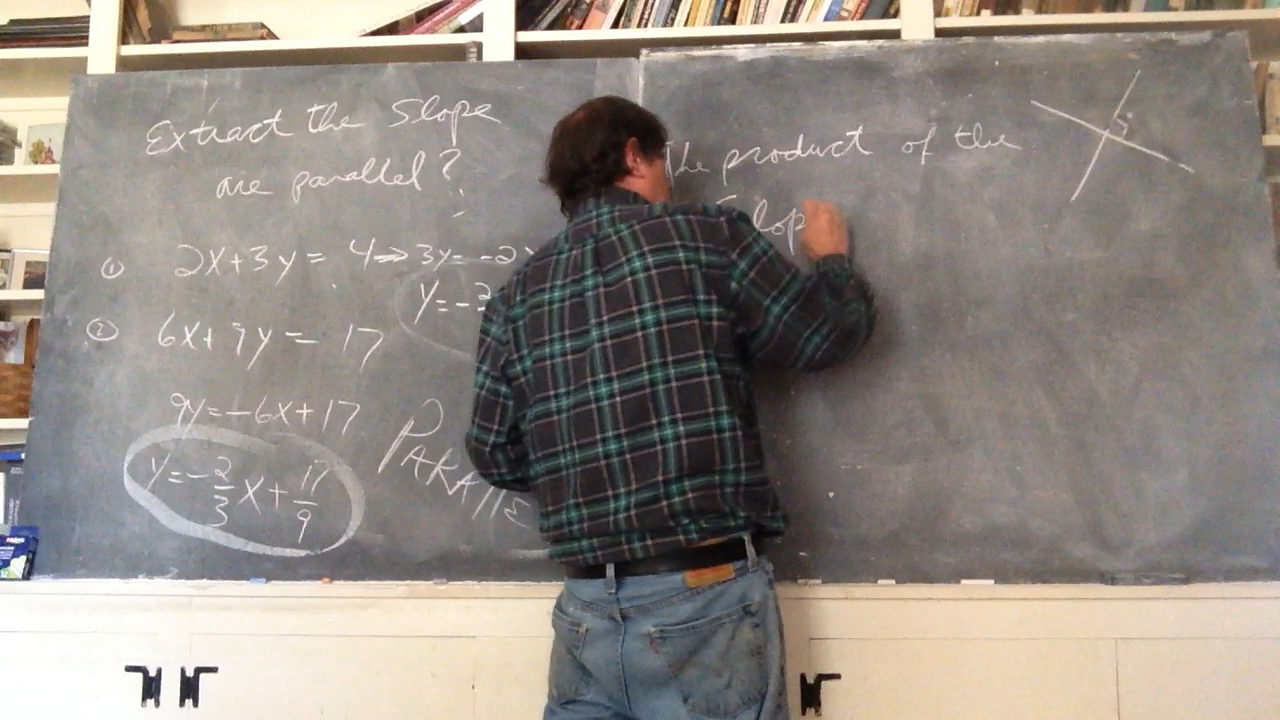 Extract the Slope
are parallel?
① 2x+3y = 4 → 3y = -2x
y = -2
② 6x+9y = 17
9y = -6x+17
y = -2/3 x + 17/9
PARALLE
The product of the
Slop